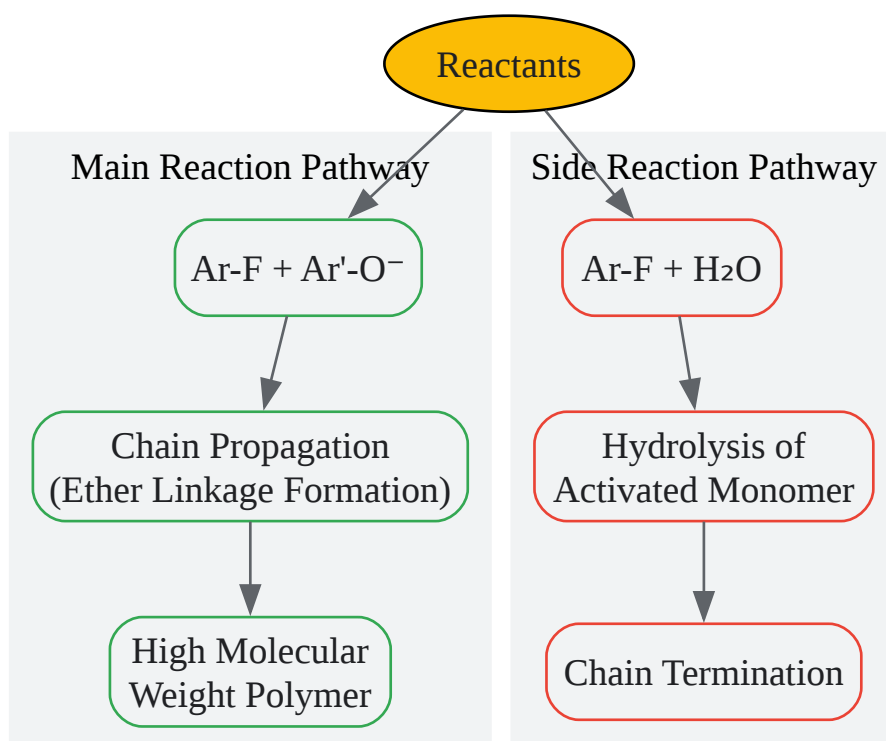 Reactants
Main Reaction Pathway
Side Reaction Pathway
Ar-F + Ar'-O⁻
Ar-F + H₂O
Chain Propagation
(Ether Linkage Formation)
Hydrolysis of
Activated Monomer
High Molecular
Weight Polymer
Chain Termination